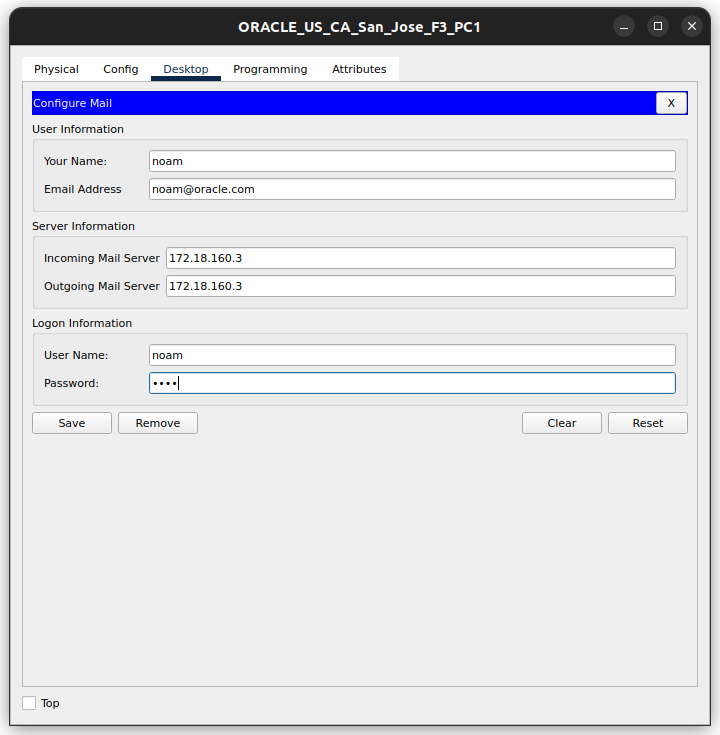 ORACLE_US_CA_San_Jose_F3_PC1
Physical Config Desktop Programming Attributes
Configure Mail X
User Information
Your Name: noam
Email Address noam@oracle.com
Server Information
Incoming Mail Server 172.18.160.3
Outgoing Mail Server 172.18.160.3
Logon Information
User Name: noam
Password: ••••
Save Remove Clear Reset
Top